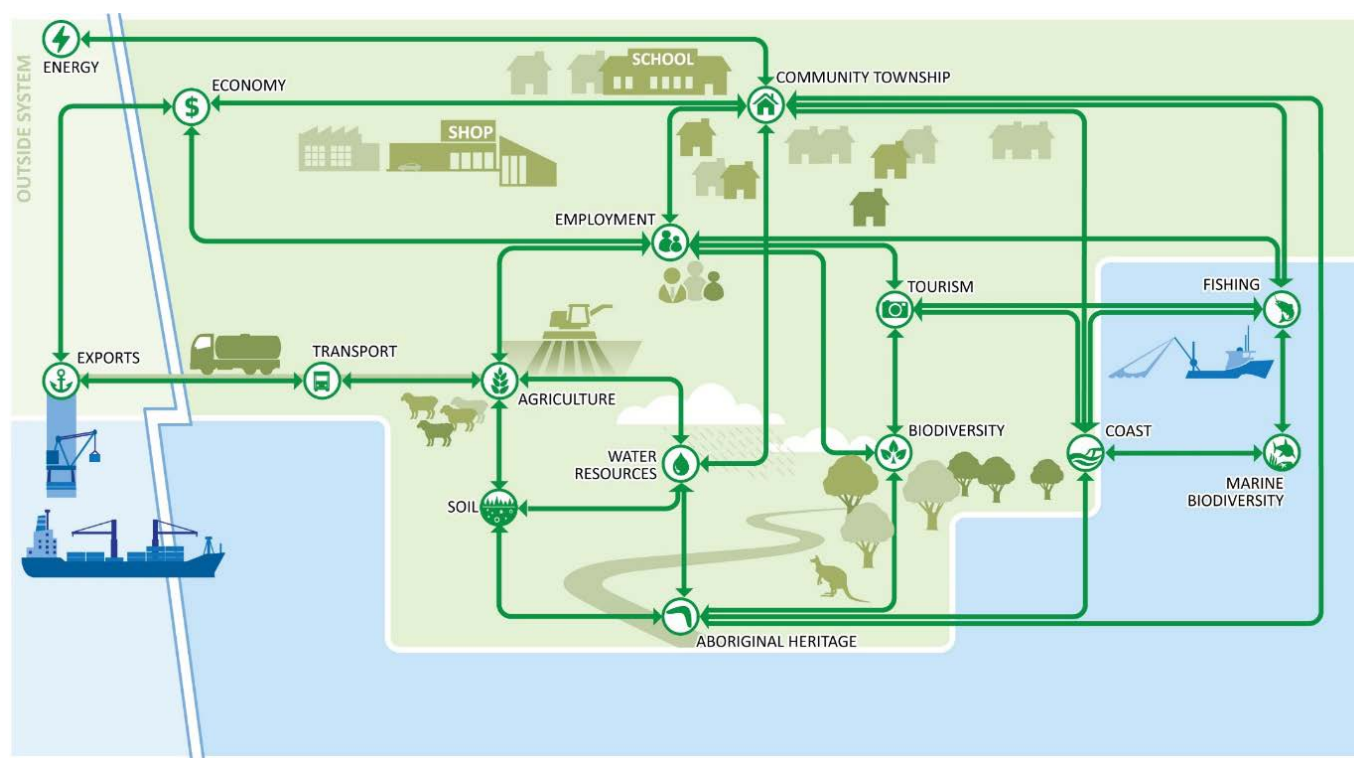 OUTSIDE SYSTEM
ENERGY
ECONOMY
SCHOOL
COMMUNITY TOWNSHIP
SHOP
EMPLOYMENT
TOURISM
FISHING
EXPORTS
TRANSPORT
AGRICULTURE
WATER
RESOURCES
BIODIVERSITY
COAST
SOIL
MARINE
BIODIVERSITY
ABORIGINAL HERITAGE
$